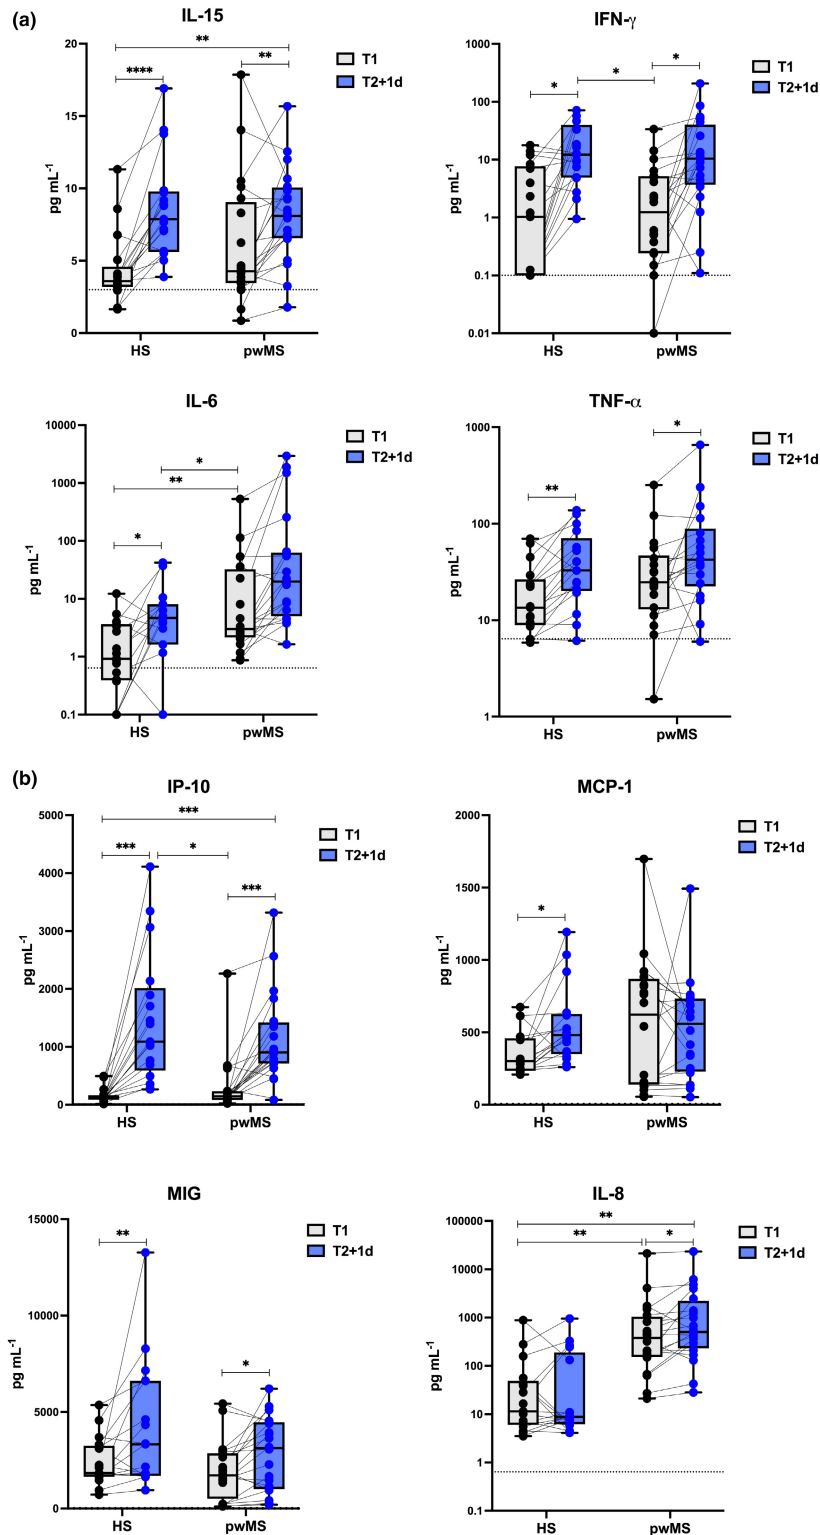 (a)
IL-15
20
15
10
5
0
pg mL-1
HS
pwMS
**
****
**
T1
T2+1d
IFN-γ
1000
100
10
1
0.1
0.01
pg mL-1
HS
pwMS
*
*
*
T1
T2+1d
IL-6
10000
1000
100
10
1
0.1
pg mL-1
HS
pwMS
*
**
*
T1
T2+1d
TNF-α
1000
100
10
1
pg mL-1
HS
pwMS
*
**
T1
T2+1d
(b)
IP-10
5000
4000
3000
2000
1000
0
pg mL-1
HS
pwMS
***
***
*
***
T1
T2+1d
MCP-1
2000
1500
1000
500
0
pg mL-1
HS
pwMS
*
T1
T2+1d
MIG
15000
10000
5000
0
pg mL-1
HS
pwMS
**
*
T1
T2+1d
IL-8
100000
10000
1000
100
10
1
0.1
pg mL-1
HS
pwMS
**
**
*
T1
T2+1d